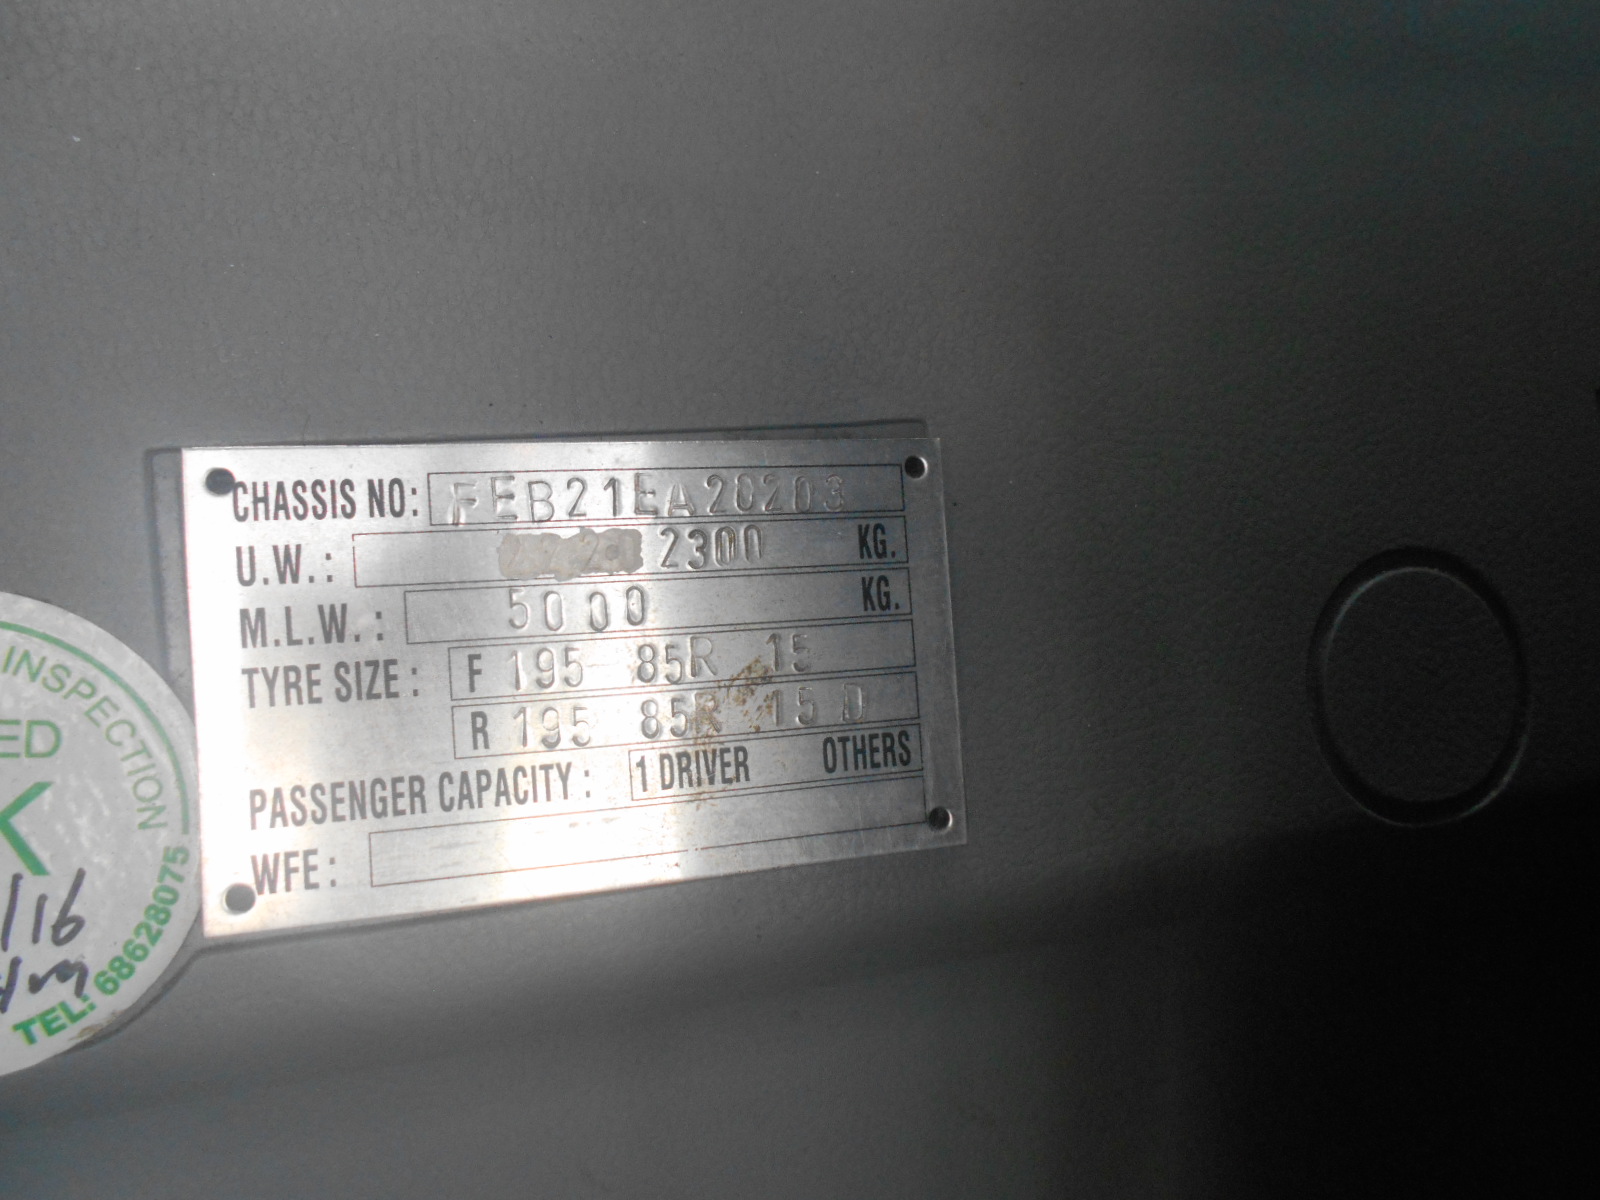 CHASSIS NO: FEB21EA20203
U.W.: 2300 KG.
M.L.W.: 5000 KG.
TYRE SIZE: F 195 85R 15
R 195 85R 15 D
PASSENGER CAPACITY: 1 DRIVER OTHERS
WFE:
INSPECTION
ED
K
TEL: 68628075